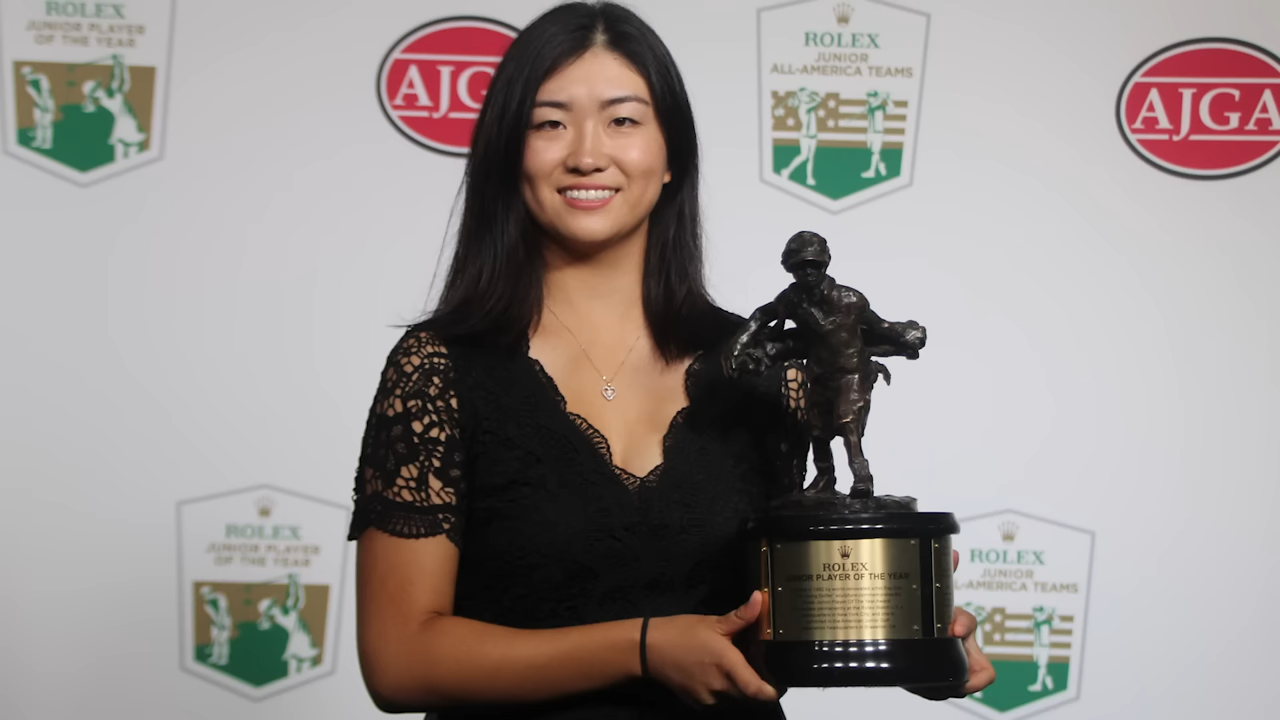 ROLEX
JUNIOR PLAYER
OF THE YEAR
AJG
ROLEX
JUNIOR
ALL-AMERICA TEAMS
AJGA
ROLEX
JUNIOR PLAYER
OF THE YEAR
ROLEX
JUNIOR PLAYER OF THE YEAR
ROLEX
JUNIOR
-AMERICA TEAMS